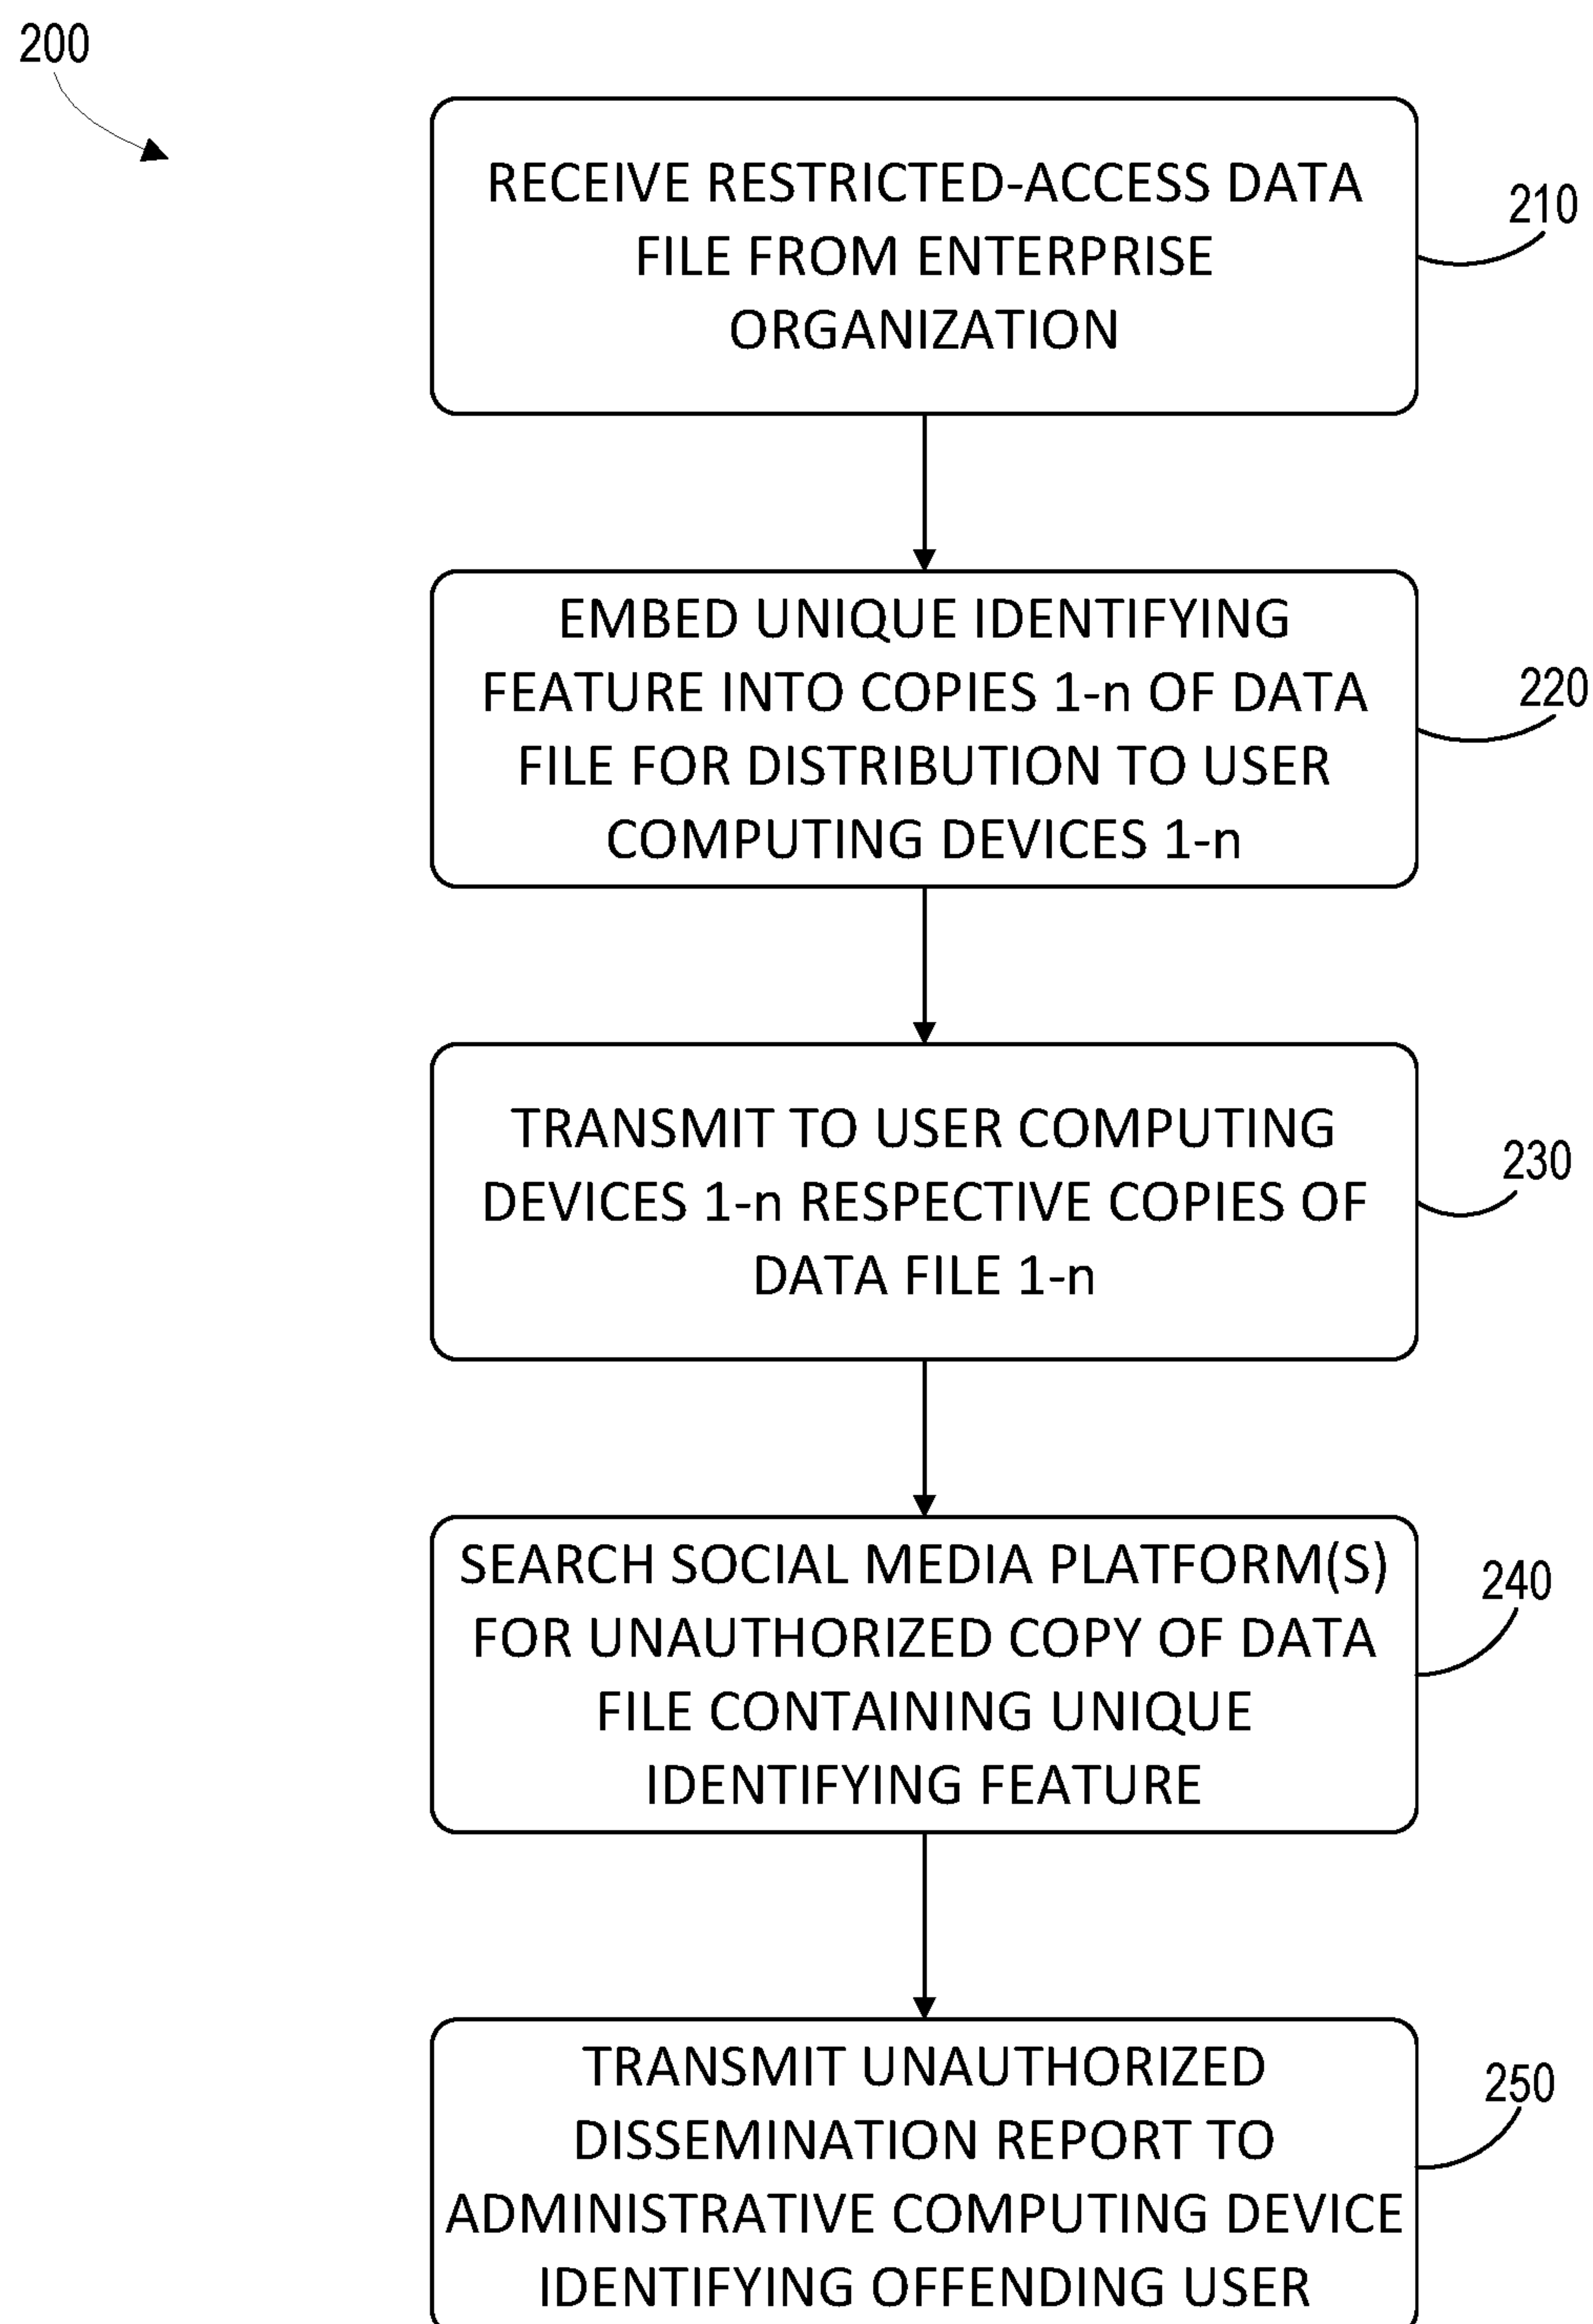 200
RECEIVE RESTRICTED-ACCESS DATA
FILE FROM ENTERPRISE
ORGANIZATION
210
EMBED UNIQUE IDENTIFYING
FEATURE INTO COPIES 1-n OF DATA
FILE FOR DISTRIBUTION TO USER
COMPUTING DEVICES 1-n
220
TRANSMIT TO USER COMPUTING
DEVICES 1-n RESPECTIVE COPIES OF
DATA FILE 1-n
230
SEARCH SOCIAL MEDIA PLATFORM(S)
FOR UNAUTHORIZED COPY OF DATA
FILE CONTAINING UNIQUE
IDENTIFYING FEATURE
240
TRANSMIT UNAUTHORIZED
DISSEMINATION REPORT TO
ADMINISTRATIVE COMPUTING DEVICE
IDENTIFYING OFFENDING USER
250